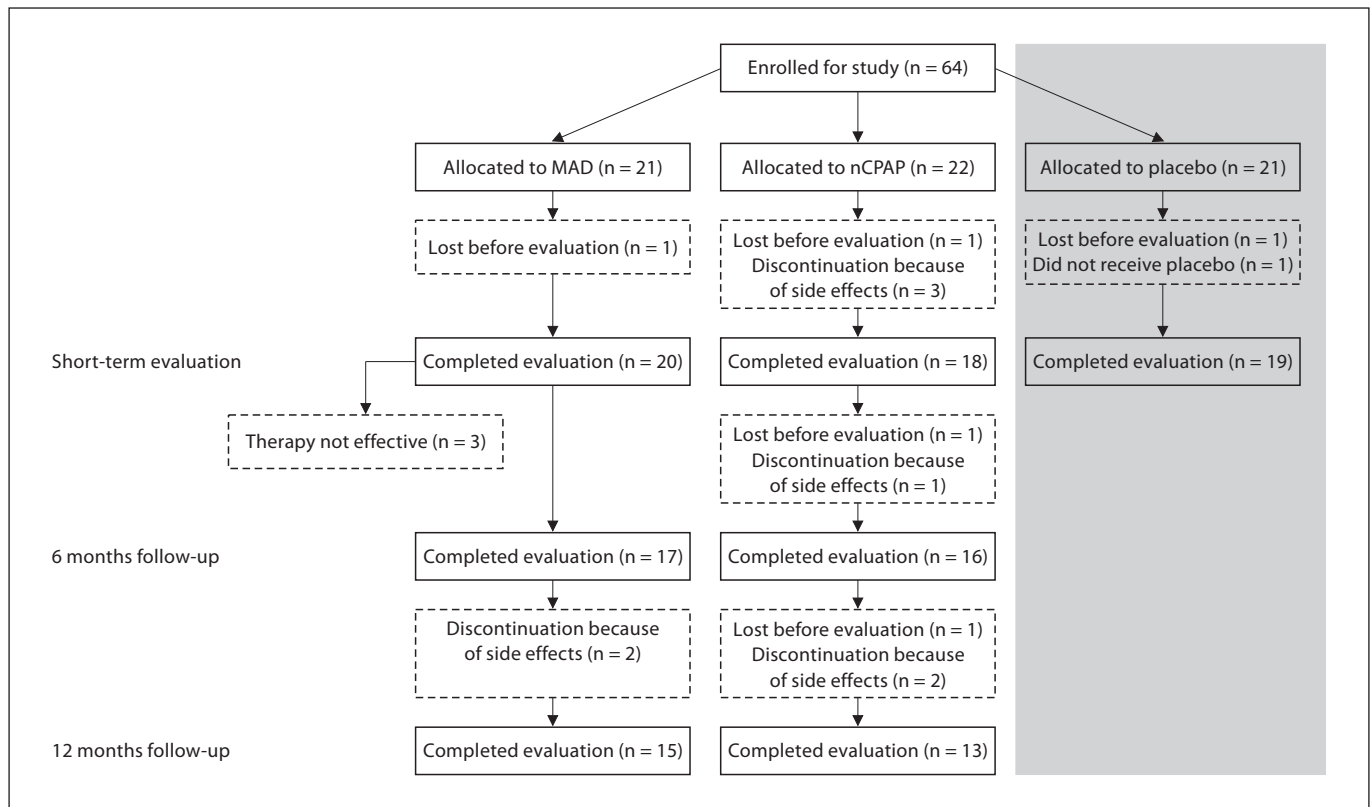 Enrolled for study (n = 64)
Allocated to MAD (n = 21)
Allocated to nCPAP (n = 22)
Allocated to placebo (n = 21)
Lost before evaluation (n = 1)
Lost before evaluation (n = 1)
Discontinuation because
of side effects (n = 3)
Lost before evaluation (n = 1)
Did not receive placebo (n = 1)
Short-term evaluation
Completed evaluation (n = 20)
Completed evaluation (n = 18)
Completed evaluation (n = 19)
Therapy not effective (n = 3)
Lost before evaluation (n = 1)
Discontinuation because
of side effects (n = 1)
6 months follow-up
Completed evaluation (n = 17)
Completed evaluation (n = 16)
Discontinuation because
of side effects (n = 2)
Lost before evaluation (n = 1)
Discontinuation because
of side effects (n = 2)
12 months follow-up
Completed evaluation (n = 15)
Completed evaluation (n = 13)